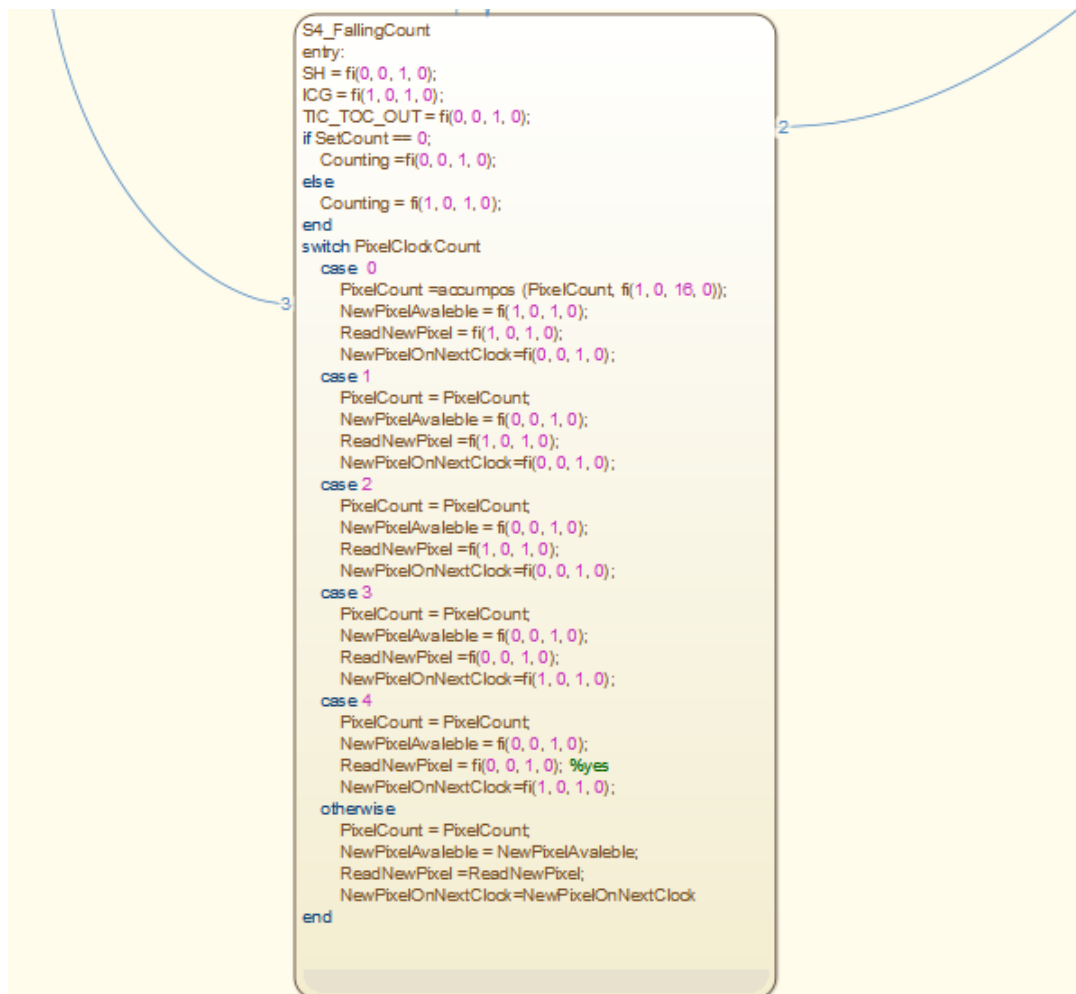 S4_FallingCount
entry:
SH = fi(0, 0, 1, 0);
ICG = fi(1, 0, 1, 0);
TIC_TOC_OUT = fi(0, 0, 1, 0);
if SetCount == 0;
Counting =fi(0, 0, 1, 0);
else
Counting = fi(1, 0, 1, 0);
end
switch PixelClockCount
case 0
PixelCount =accumpos (PixelCount, fi(1, 0, 16, 0));
NewPixelAvaleble = fi(1, 0, 1, 0);
ReadNewPixel = fi(1, 0, 1, 0);
NewPixelOnNextClock=fi(0, 0, 1, 0);
case 1
PixelCount = PixelCount;
NewPixelAvaleble = fi(0, 0, 1, 0);
ReadNewPixel =fi(1, 0, 1, 0);
NewPixelOnNextClock=fi(0, 0, 1, 0);
case 2
PixelCount = PixelCount;
NewPixelAvaleble = fi(0, 0, 1, 0);
ReadNewPixel =fi(1, 0, 1, 0);
NewPixelOnNextClock=fi(0, 0, 1, 0);
case 3
PixelCount = PixelCount;
NewPixelAvaleble = fi(0, 0, 1, 0);
ReadNewPixel =fi(0, 0, 1, 0);
NewPixelOnNextClock=fi(1, 0, 1, 0);
case 4
PixelCount = PixelCount;
NewPixelAvaleble = fi(0, 0, 1, 0);
ReadNewPixel = fi(0, 0, 1, 0); %yes
NewPixelOnNextClock=fi(1, 0, 1, 0);
otherwise
PixelCount = PixelCount;
NewPixelAvaleble = NewPixelAvaleble;
ReadNewPixel =ReadNewPixel;
NewPixelOnNextClock=NewPixelOnNextClock
end
2
3